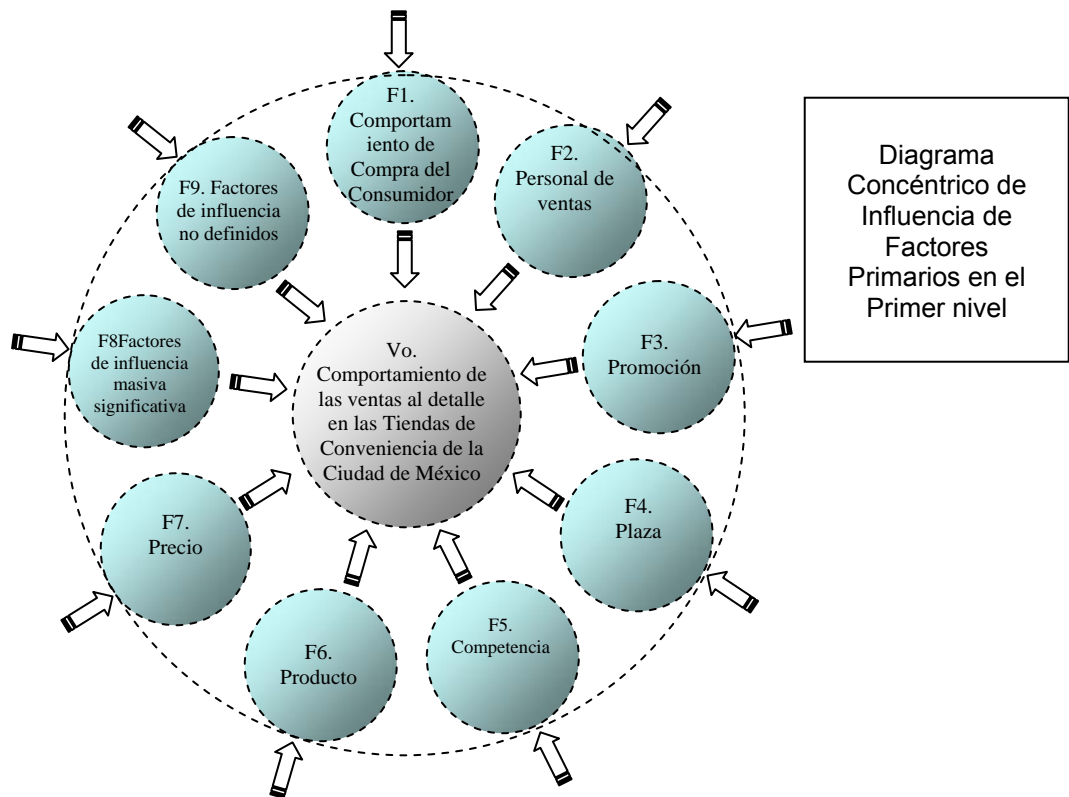 F1.
Comportam
iento de
Compra del
Consumidor
F2.
Personal de
ventas
F3.
Promoción
F4.
Plaza
F5.
Competencia
F6.
Producto
F7.
Precio
F8Factores
de influencia
masiva
significativa
F9. Factores
de influencia
no definidos
Vo.
Comportamiento de
las ventas al detalle
en las Tiendas de
Conveniencia de la
Ciudad de México
Diagrama
Concéntrico de
Influencia de
Factores
Primarios en el
Primer nivel